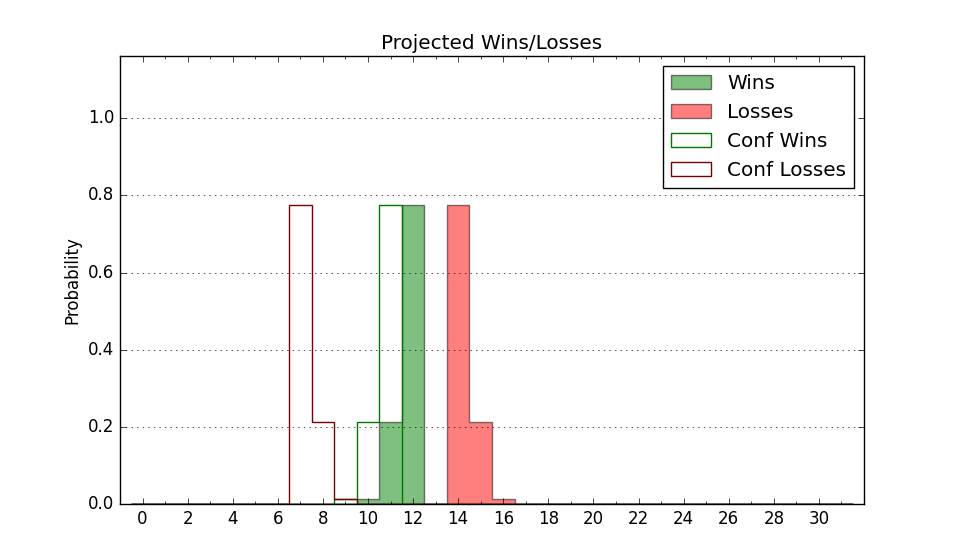 Projected Wins/Losses
Wins
Losses
Conf Wins
Conf Losses
Probability
1.0
0.8
0.6
0.4
0.2
0.0
0 2 4 6 8 10 12 14 16 18 20 22 24 26 28 30